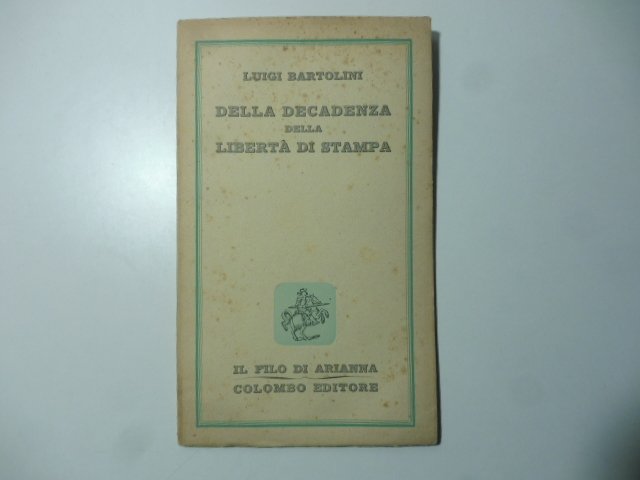 LUIGI BARTOLINI
DELLA DECADENZA
DELLA
LIBERTÀ DI STAMPA
IL FILO DI ARIANNA
COLOMBO EDITORE